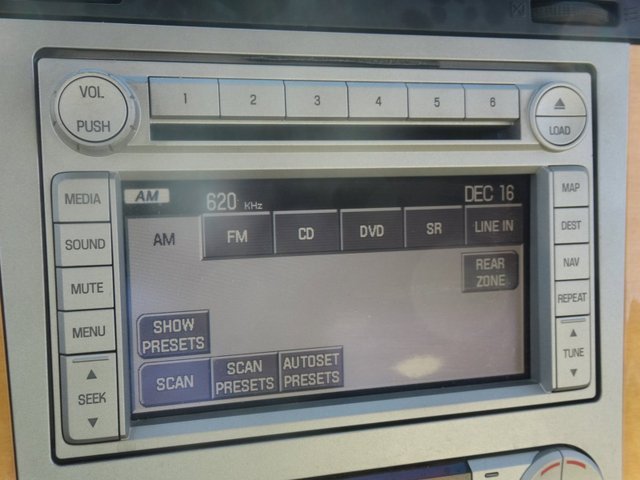 VOL
PUSH
1 2 3 4 5 6
LOAD
MEDIA
SOUND
MUTE
MENU
SEEK
AM 620 KHz DEC 16
AM FM CD DVD SR LINE IN
REAR
ZONE
SHOW
PRESETS
SCAN
SCAN
PRESETS
AUTOSET
PRESETS
MAP
DEST
NAV
REPEAT
TUNE